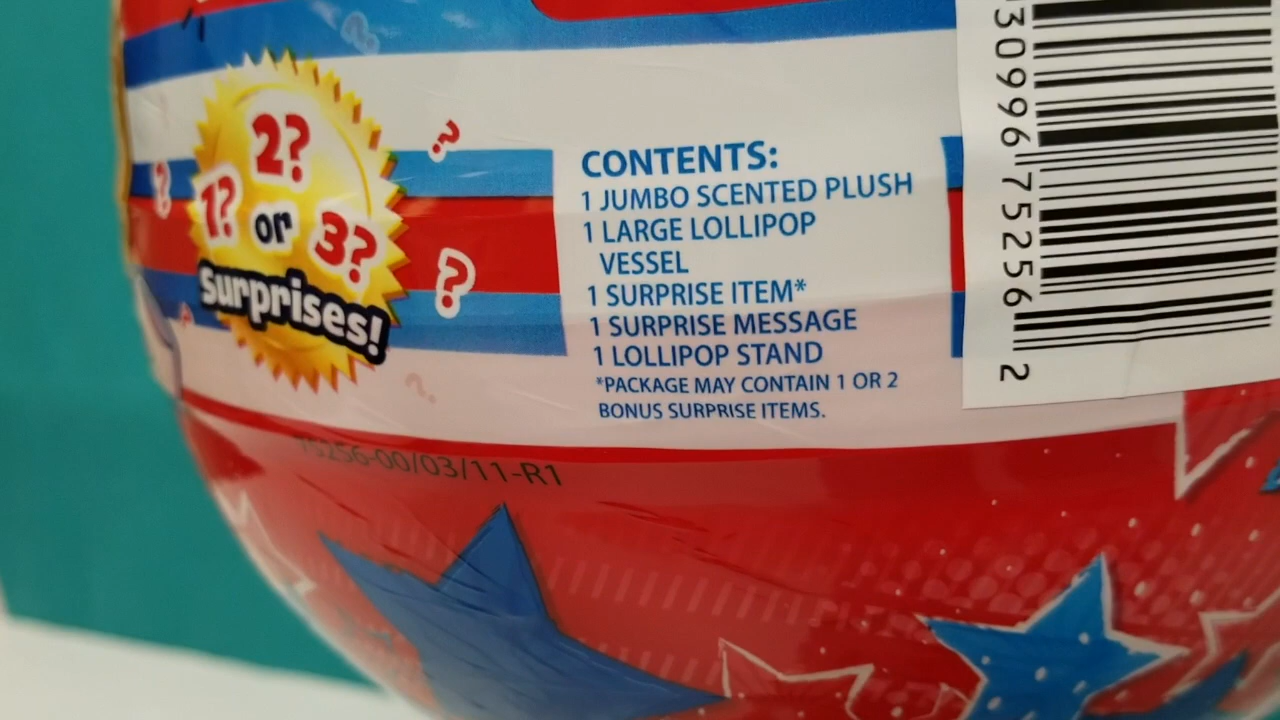 2?
1? or 3?
Surprises!
?
?
?
CONTENTS:
1 JUMBO SCENTED PLUSH
1 LARGE LOLLIPOP
VESSEL
1 SURPRISE ITEM*
1 SURPRISE MESSAGE
1 LOLLIPOP STAND
*PACKAGE MAY CONTAIN 1 OR 2
BONUS SURPRISE ITEMS.
75256-00/03/11-R1
30996 75256 2